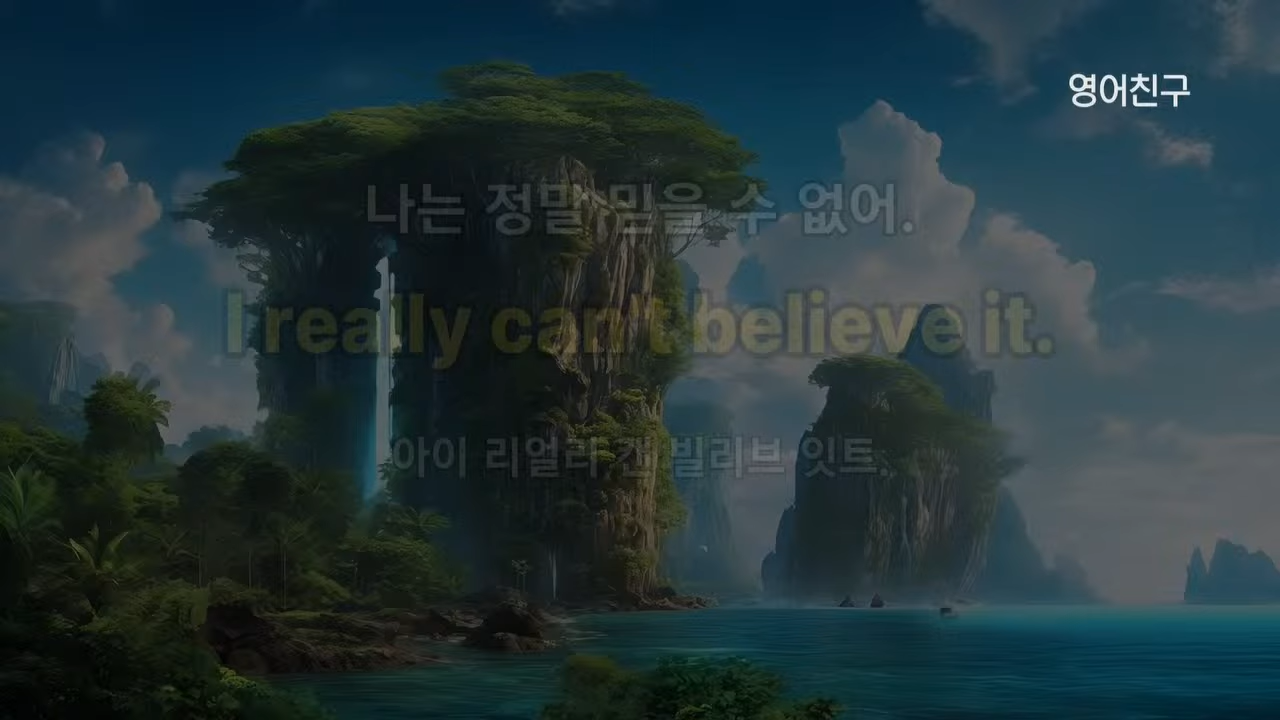 영어친구
나는 정말 믿을 수 없어.
I really can't believe it.
아이 리얼리 캔 빌리브 잇트.